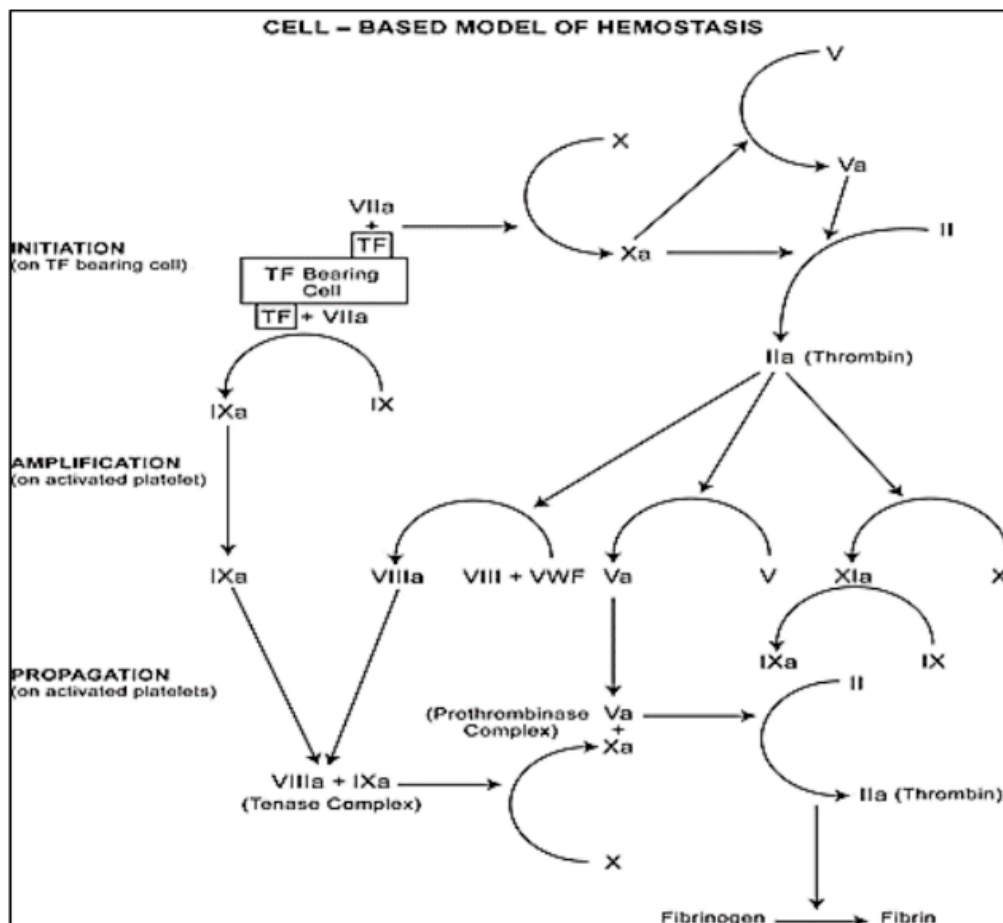 CELL – BASED MODEL OF HEMOSTASIS
V
X
Va
VIIa
+
TF
INITIATION
(on TF bearing cell)
II
Xa
TF Bearing
Cell
TF + VIIa
IIa (Thrombin)
IXa
IX
AMPLIFICATION
(on activated platelet)
IXa
VIIIa
VIII + VWF
Va
V
XIa
X
IXa
IX
PROPAGATION
(on activated platelets)
II
(Prothrombinase
Complex)
Va
+
Xa
VIIIa + IXa
(Tenase Complex)
IIa (Thrombin)
X
Fibrinogen
Fibrin